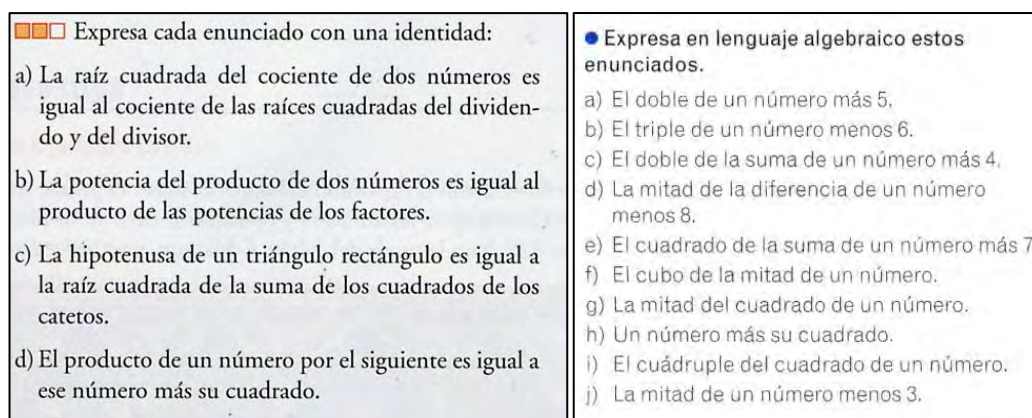 Expresa cada enunciado con una identidad:
a) La raíz cuadrada del cociente de dos números es
igual al cociente de las raíces cuadradas del dividen-
do y del divisor.
b) La potencia del producto de dos números es igual al
producto de las potencias de los factores.
c) La hipotenusa de un triángulo rectángulo es igual a
la raíz cuadrada de la suma de los cuadrados de los
catetos.
d) El producto de un número por el siguiente es igual a
ese número más su cuadrado.
Expresa en lenguaje algebraico estos
enunciados.
a) El doble de un número más 5.
b) El triple de un número menos 6.
c) El doble de la suma de un número más 4.
d) La mitad de la diferencia de un número
menos 8.
e) El cuadrado de la suma de un número más 7
f) El cubo de la mitad de un número.
g) La mitad del cuadrado de un número.
h) Un número más su cuadrado.
i) El cuádruple del cuadrado de un número.
j) La mitad de un número menos 3.